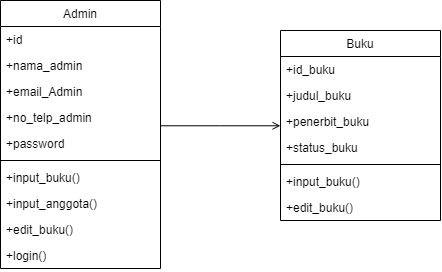 Admin
+id
+nama_admin
+email_Admin
+no_telp_admin
+password
+input_buku()
+input_anggota()
+edit_buku()
+login()
Buku
+id_buku
+judul_buku
+penerbit_buku
+status_buku
+input_buku()
+edit_buku()